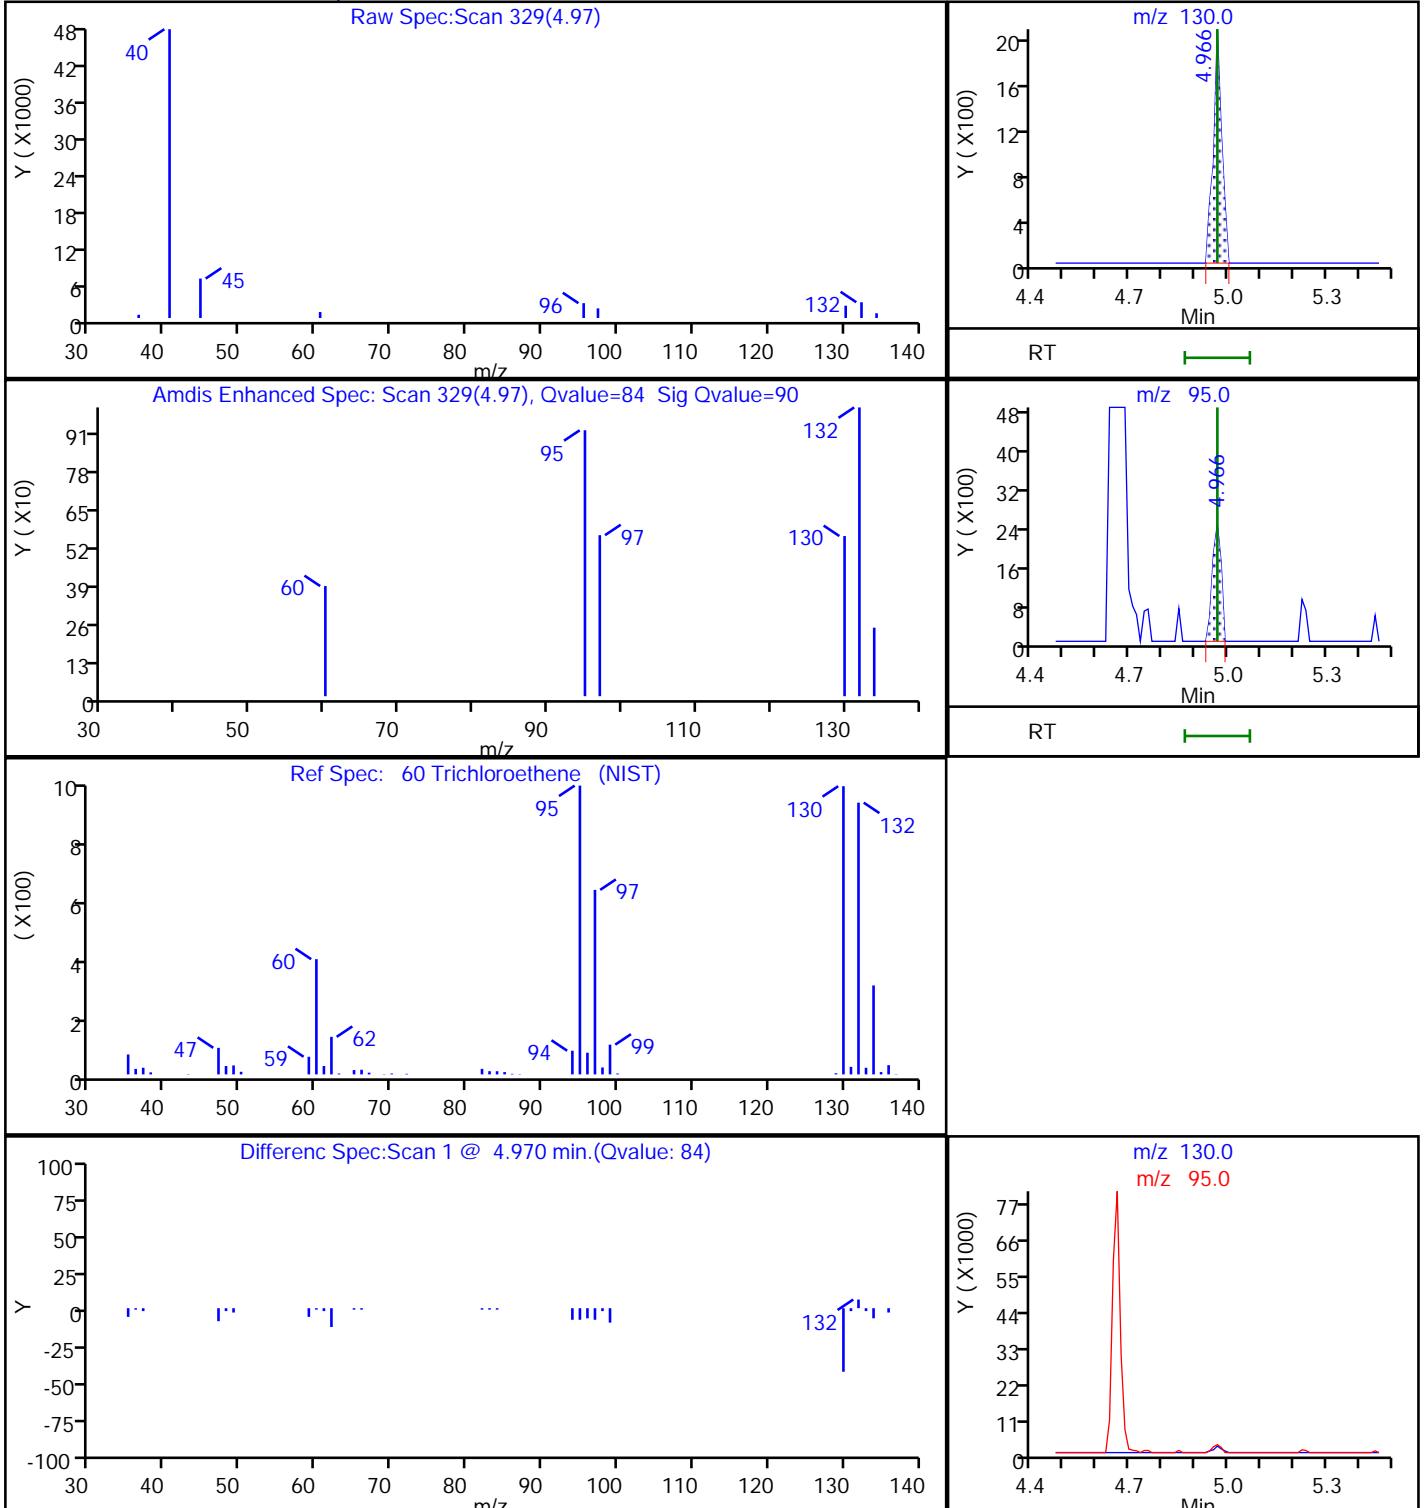 Raw Spec:Scan 329(4.97)
Y ( X1000)
48
42
36
30
24
18
12
6
0
40
45
96
132
30 40 50 60 70 80 90 100 110 120 130 140
m/z
m/z 130.0
Y ( X100)
20
16
12
8
4
0
4.966
4.4 4.7 5.0 5.3
Min
RT
Amdis Enhanced Spec: Scan 329(4.97), Qvalue=84 Sig Qvalue=90
Y ( X10)
91
78
65
52
39
26
13
0
60
95
97
130
132
30 50 70 90 110 130
m/z
m/z 95.0
Y ( X100)
48
40
32
24
16
8
0
4.966
4.4 4.7 5.0 5.3
Min
RT
Ref Spec: 60 Trichloroethene (NIST)
( X100)
10
8
6
4
2
0
47
59
60
62
94
95
97
99
130
132
30 40 50 60 70 80 90 100 110 120 130 140
Differenc Spec:Scan 1 @ 4.970 min.(Qvalue: 84)
Y
100
75
50
25
0
-25
-50
-75
-100
132
30 40 50 60 70 80 90 100 110 120 130 140
m/z
m/z 130.0
m/z 95.0
Y ( X1000)
77
66
55
44
33
22
11
0
4.4 4.7 5.0 5.3
Min